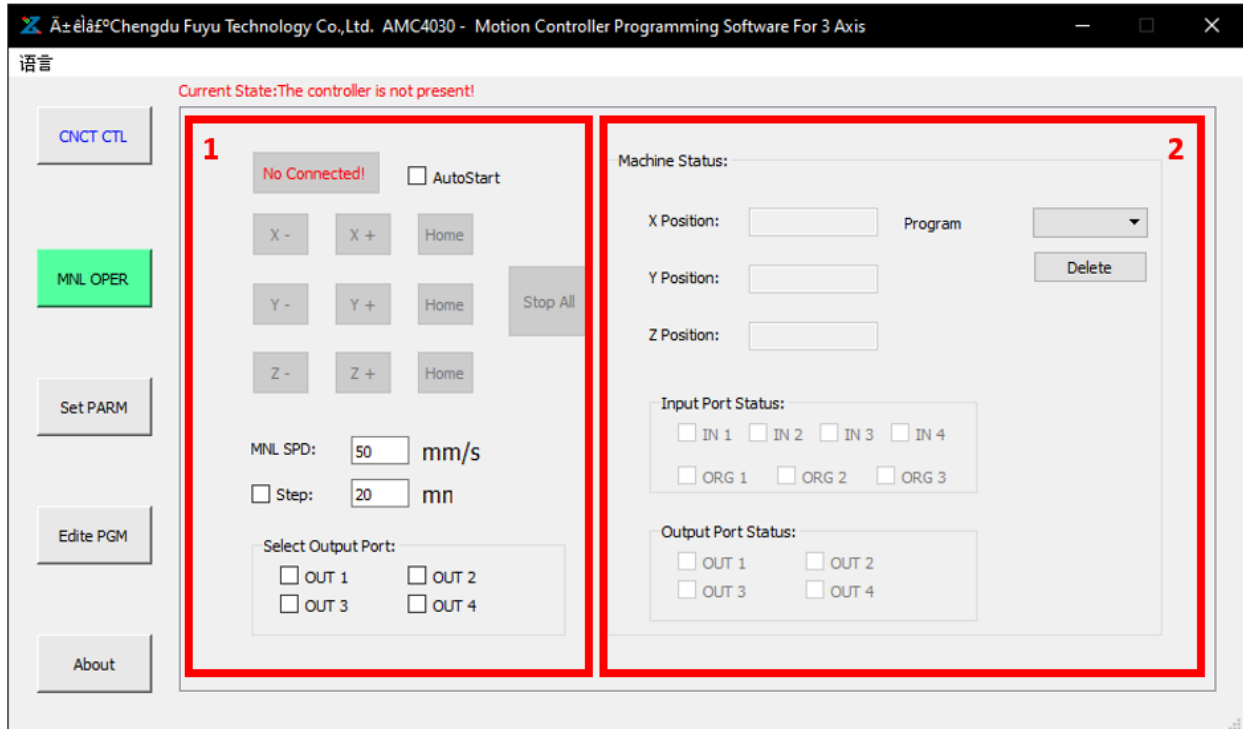 Ä±êÌâ£ºChengdu Fuyu Technology Co.,Ltd. AMC4030 - Motion Controller Programming Software For 3 Axis
语言
Current State:The controller is not present!
CNCT CTL
MNL OPER
Set PARM
Edite PGM
About
1
No Connected!
AutoStart
X -
X +
Home
Y -
Y +
Home
Stop All
Z -
Z +
Home
MNL SPD:
50
mm/s
Step:
20
mm
Select Output Port:
OUT 1
OUT 2
OUT 3
OUT 4
2
Machine Status:
X Position:
Program
Delete
Y Position:
Z Position:
Input Port Status:
IN 1
IN 2
IN 3
IN 4
ORG 1
ORG 2
ORG 3
Output Port Status:
OUT 1
OUT 2
OUT 3
OUT 4